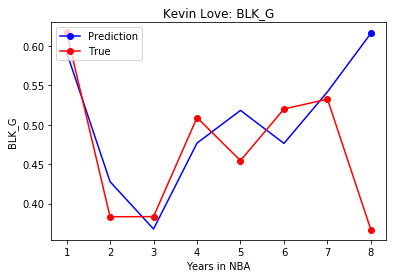 Kevin Love: BLK_G
Prediction
True
0.60
0.55
0.50
0.45
0.40
BLK_G
1 2 3 4 5 6 7 8
Years in NBA